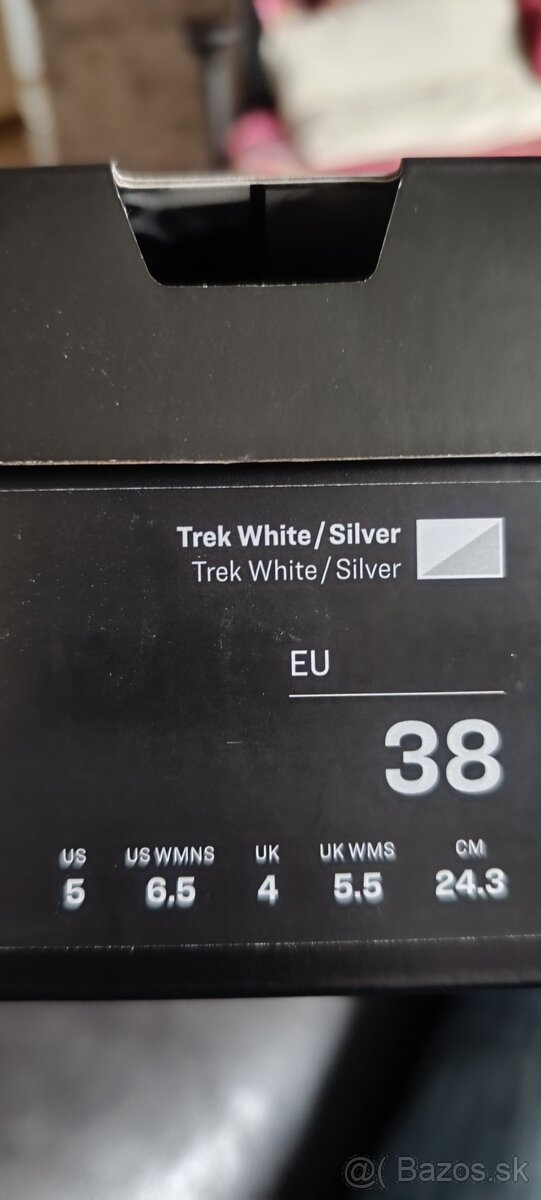 Trek White/Silver
Trek White/Silver
EU
38
US US WMNS UK UK WMS CM
5 6.5 4 5.5 24.3
@( Bazos.sk